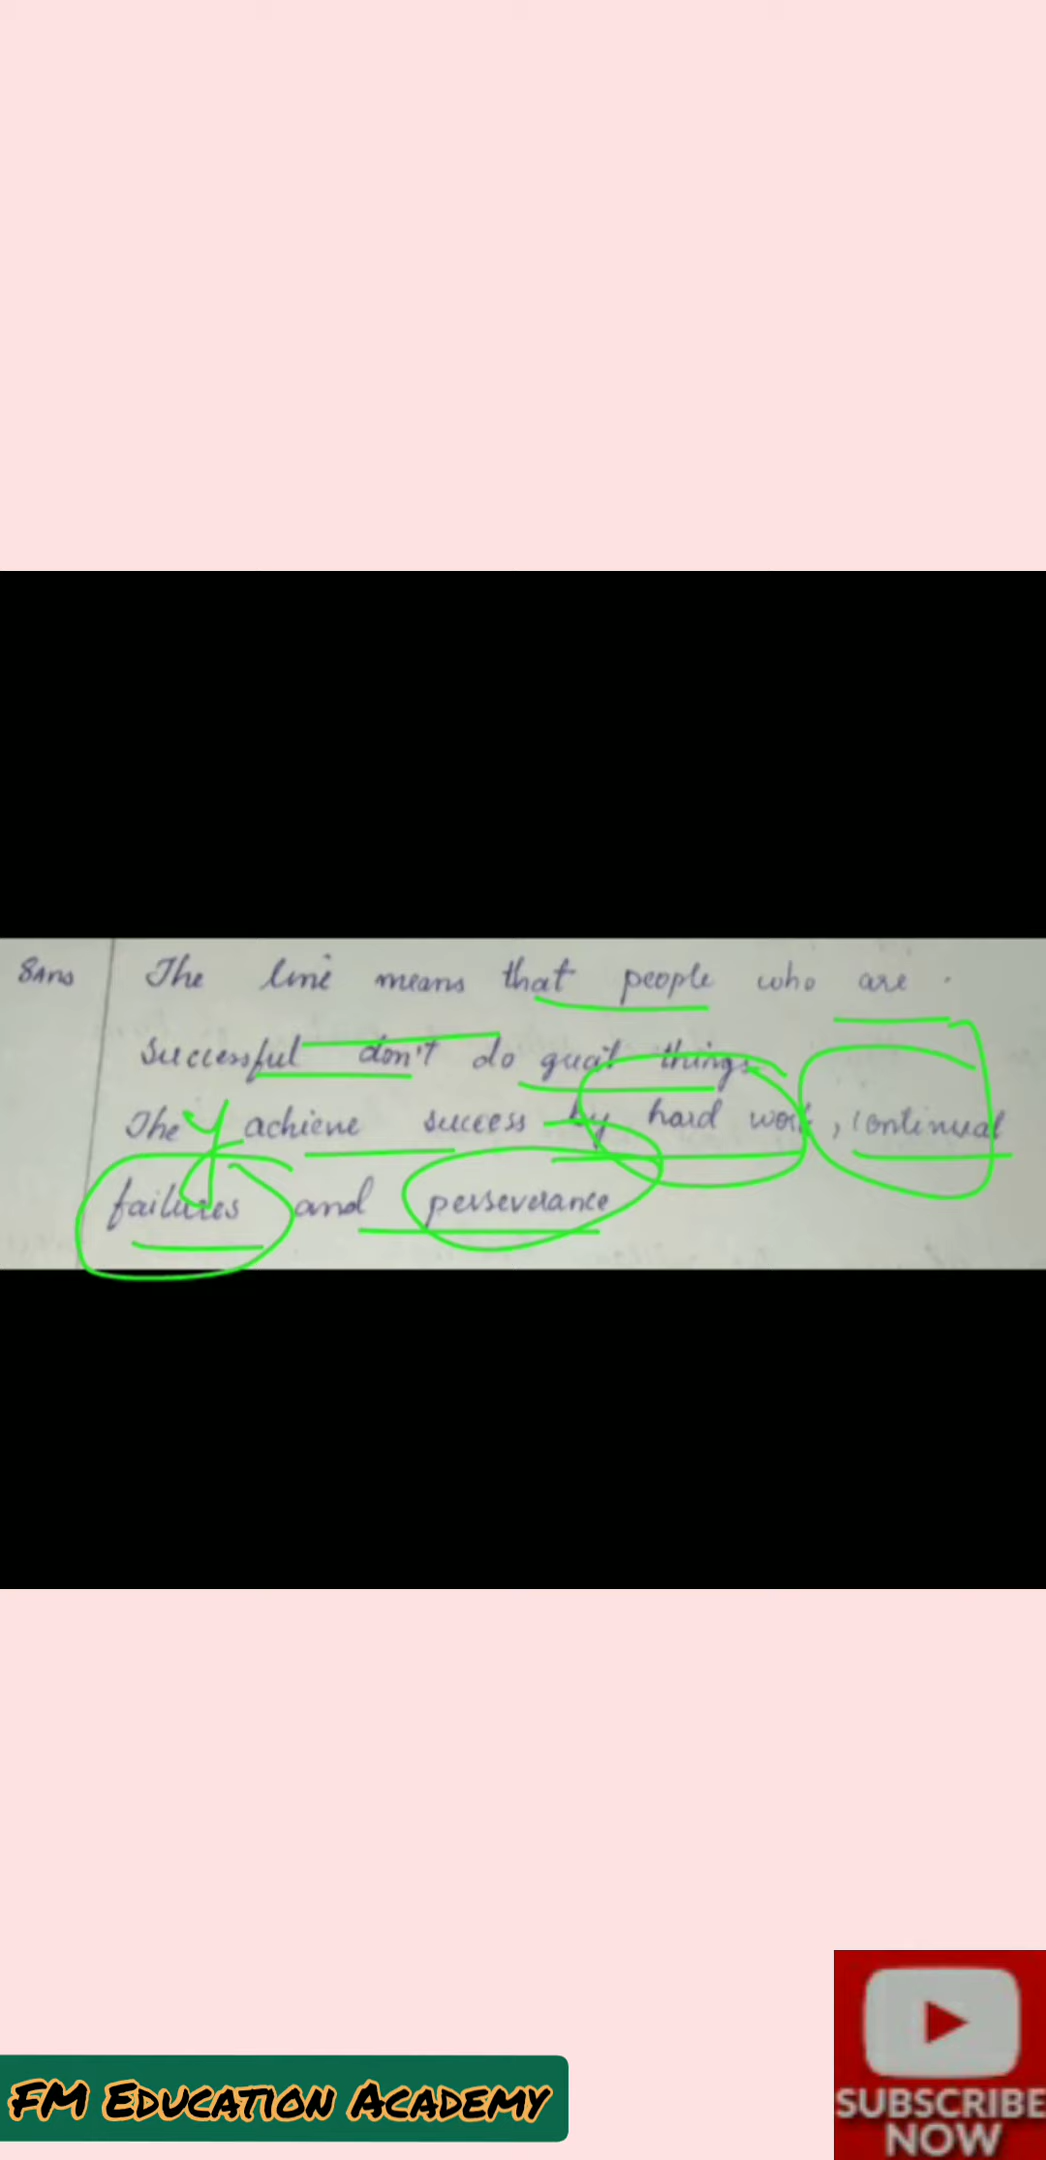 8Ans The line means that people who are
successful don't do great things.
They achieve success by hard work, continual
failures and perseverance
FM EDUCATION ACADEMY
SUBSCRIBE
NOW